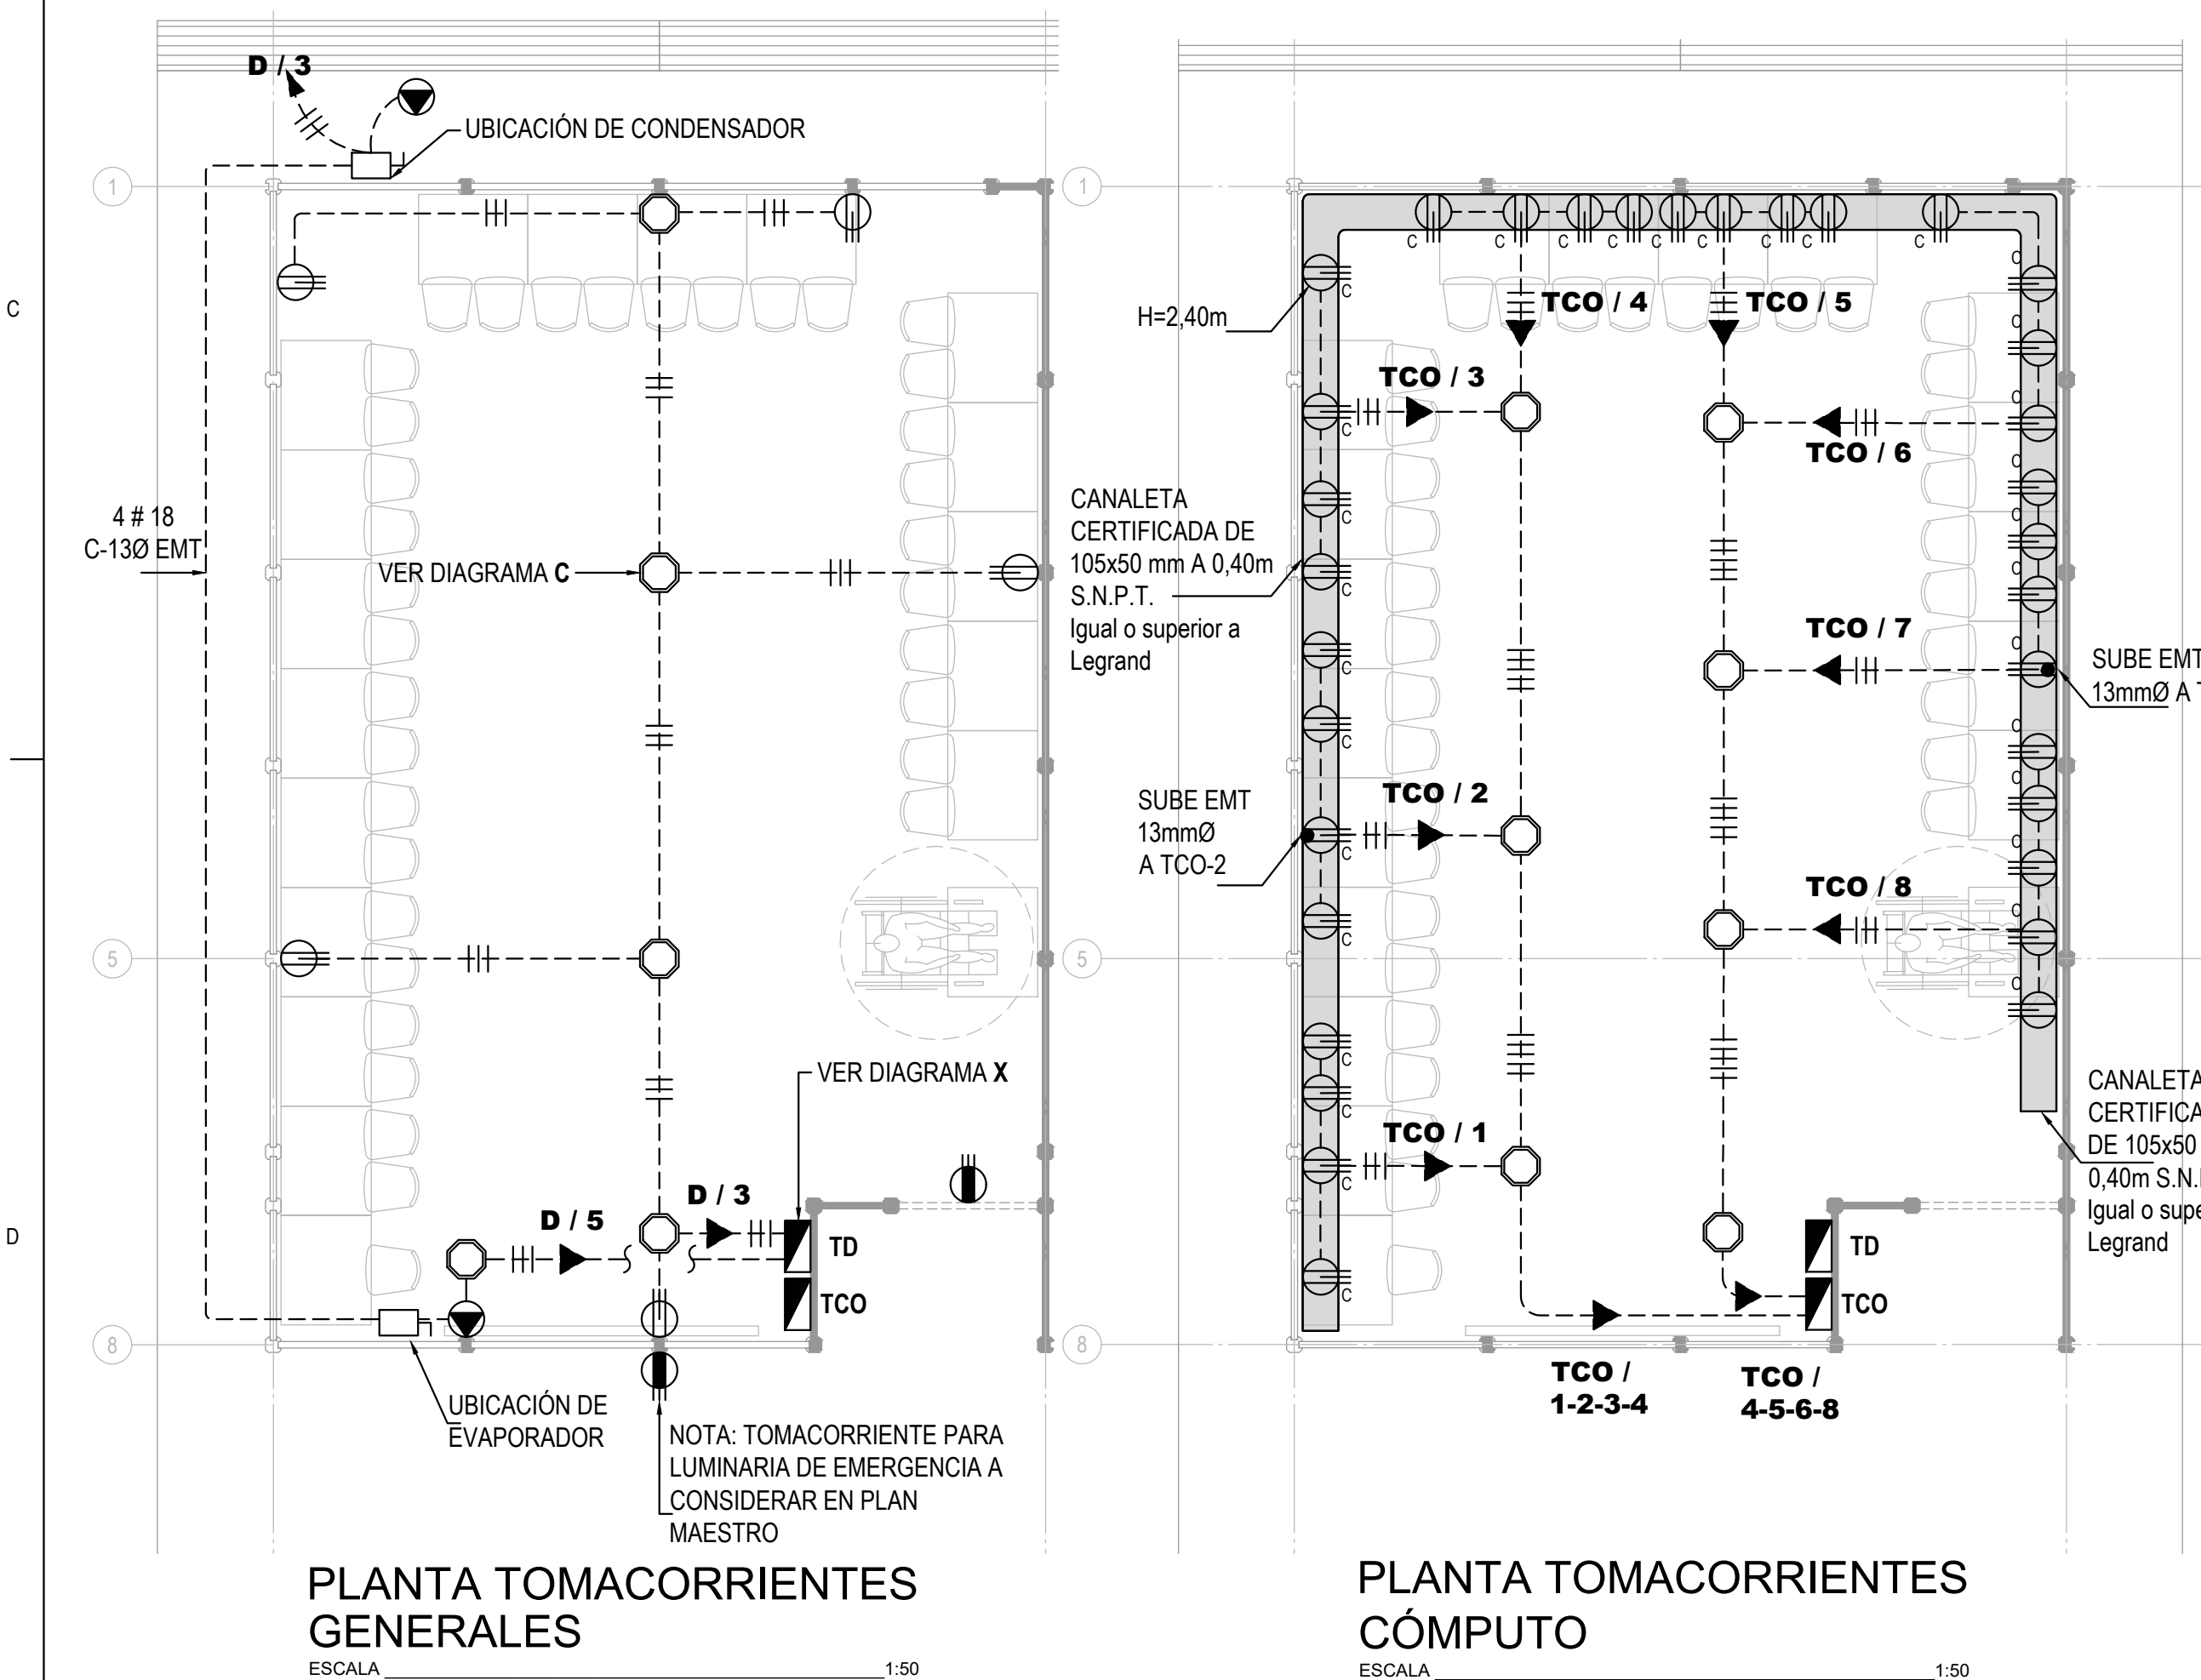 D / 3
UBICACIÓN DE CONDENSADOR
1
C
4 # 18
C-13Ø EMT
VER DIAGRAMA C
5
VER DIAGRAMA X
D / 3
D / 5
TD
TCO
D
8
UBICACIÓN DE
EVAPORADOR
NOTA: TOMACORRIENTE PARA
LUMINARIA DE EMERGENCIA A
CONSIDERAR EN PLAN
MAESTRO
PLANTA TOMACORRIENTES
GENERALES
ESCALA 1:50
1
C C C C C C C C C
H=2,40m
C
C
C
C
C
C
C
C
C
C
C
C
TCO / 4
TCO / 5
TCO / 3
TCO / 6
CANALETA
CERTIFICADA DE
105x50 mm A 0,40m
S.N.P.T.
Igual o superior a
Legrand
TCO / 7
SUBE EMT
13mmØ A
TCO / 2
SUBE EMT
13mmØ
A TCO-2
TCO / 8
5
C
C
C
C
C
C
C
C
C
C
C
C
TCO / 1
CANALETA
CERTIFICA
DE 105x50
0,40m S.N.
Igual o supe
Legrand
TD
TCO
8
TCO /
1-2-3-4
TCO /
4-5-6-8
PLANTA TOMACORRIENTES
CÓMPUTO
ESCALA 1:50